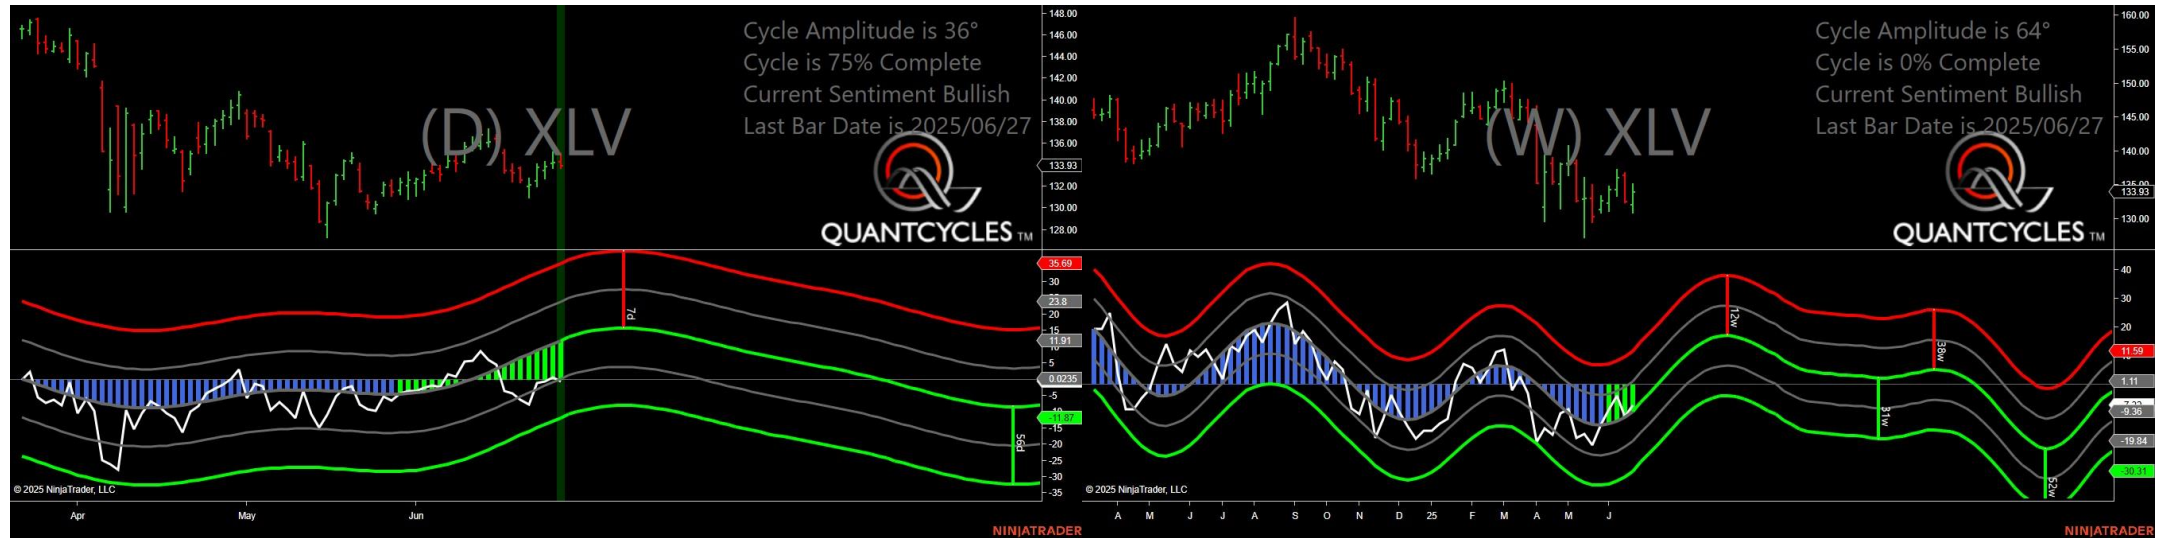 Cycle Amplitude is 36°
Cycle is 75% Complete
Current Sentiment Bullish
Last Bar Date is 2025/06/27
(D) XLV
QUANTCYCLES TM
148.00
146.00
144.00
142.00
140.00
138.00
136.00
133.93
132.00
130.00
128.00
35.69
30
23.8
20
15
11.91
5
0.0235
-5
-11.87
-15
-20
-25
-30
-35
7d
56d
© 2025 NinjaTrader, LLC
Apr May Jun
NINJATRADER
Cycle Amplitude is 64°
Cycle is 0% Complete
Current Sentiment Bullish
Last Bar Date is 2025/06/27
(W) XLV
QUANTCYCLES TM
160.00
155.00
150.00
145.00
140.00
135.00
133.93
130.00
40
30
20
11.59
1.11
-9.36
-19.84
-30.31
12w
38w
31w
52w
© 2025 NinjaTrader, LLC
A M J J A S O N D 25 F M A M J
NINJATRADER